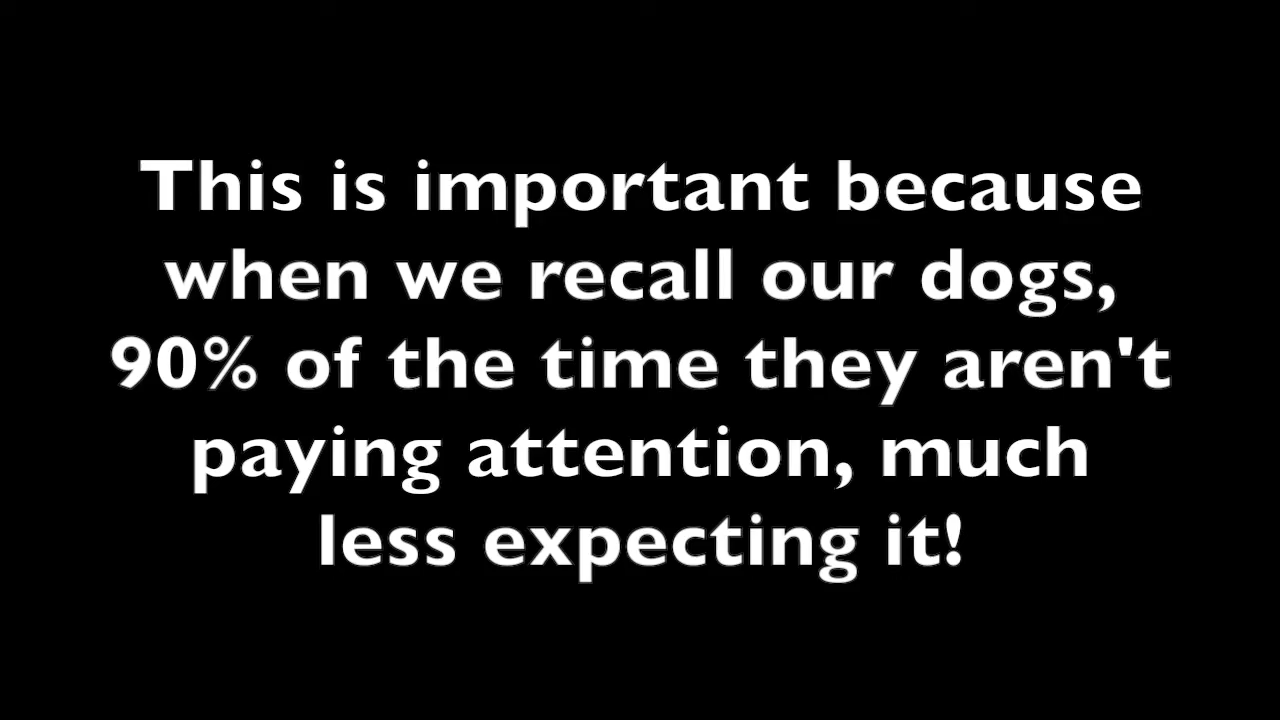 This is important because
when we recall our dogs,
90% of the time they aren't
paying attention, much
less expecting it!